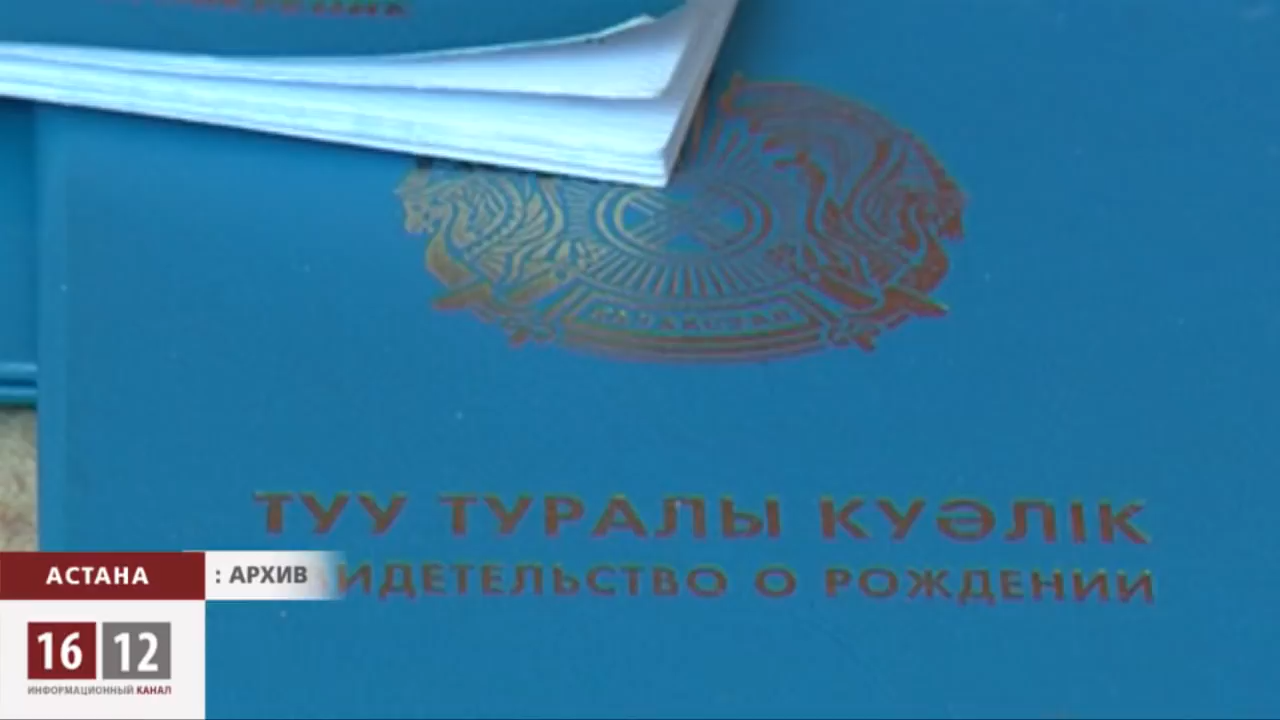 ТУУ ТУРАЛЫ КУӘЛІК
ИДЕТЕЛЬСТВО О РОЖДЕНИИ
АСТАНА : АРХИВ
16 12
ИНФОРМАЦИОННЫЙ КАНАЛ